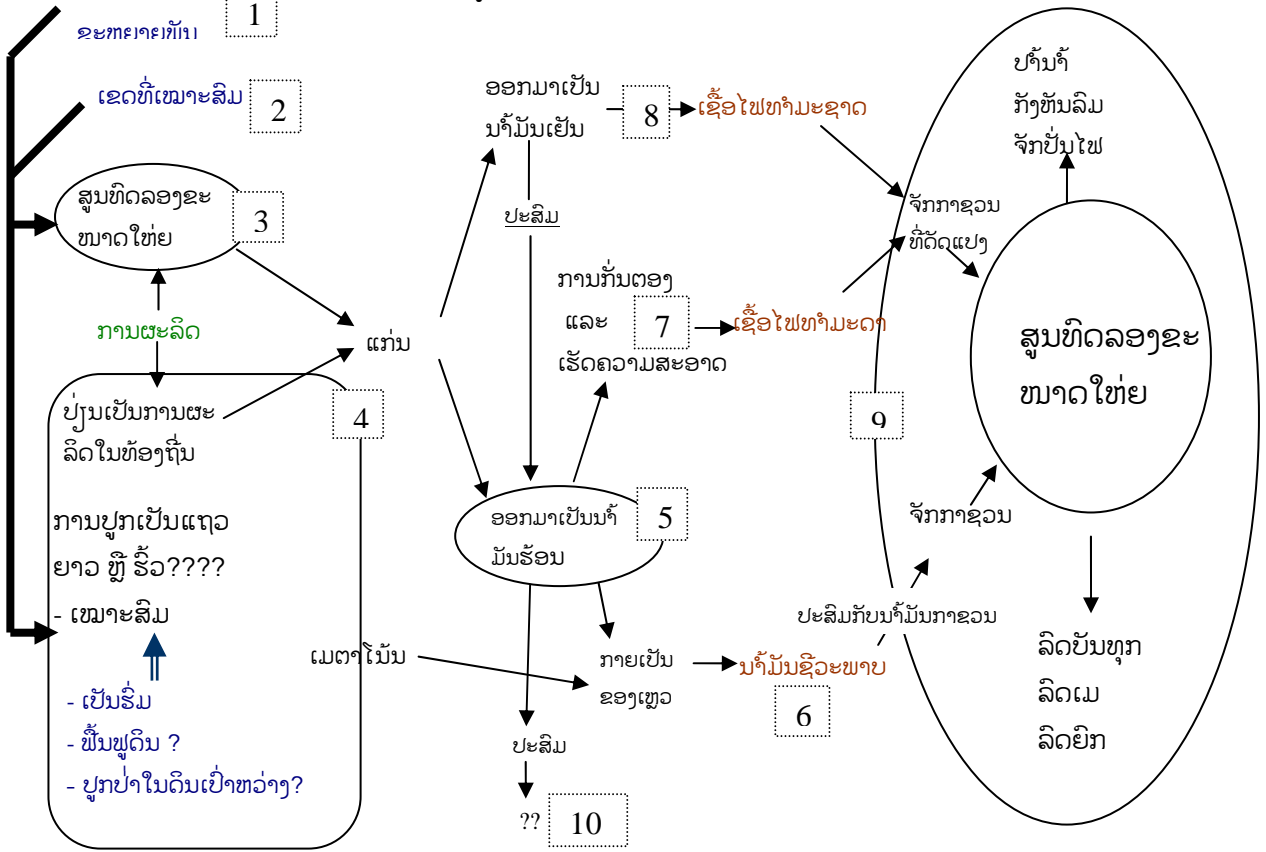 1
ຂະຫຍາຍພັນ
ເຂດທີ່ເໝາະສົມ
2
ສູນທົດລອງຂະ
ໜາດໃຫ່ຍ
3
ການຜະລິດ
ປ່ຽນເປັນການຜະ
ລິດໃນທ້ອງຖິ່ນ
4
ການປູກເປັນແຖວ
ຍາວ ຫຼື ຮົ້ວ????
- ເໝາະສົມ
- ເປັນຮົ່ມ
- ຟື້ນຟູດິນ ?
- ປູກປ່າໃນດິນເປົ່າຫວ່າງ?
ແກ່ນ
ເມຕາໂນ້ນ
ອອກມາເປັນ
ນ້ຳມັນເຢັນ
8
ເຊື້ອໄຟທຳມະຊາດ
ປະສົມ
ການກັ່ນຕອງ
ແລະ
7
ເຮັດຄວາມສະອາດ
ເຊື້ອໄຟທຳມະດາ
ອອກມາເປັນນ້ຳ
ມັນຮ້ອນ
5
ກາຍເປັນ
ຂອງເຫຼວ
ນ້ຳມັນຊີວະພາບ
6
ປະສົມ
??
10
ປ້ຳນ້ຳ
ກັງຫັນລົມ
ຈັກປັ່ນໄຟ
ຈັກກາຊວນ
ທີ່ດັດແປງ
ສູນທົດລອງຂະ
ໜາດໃຫ່ຍ
9
ຈັກກາຊວນ
ປະສົມກັບນ້ຳມັນກາຊວນ
ລົດບັນທຸກ
ລົດເມ
ລົດຍົກ